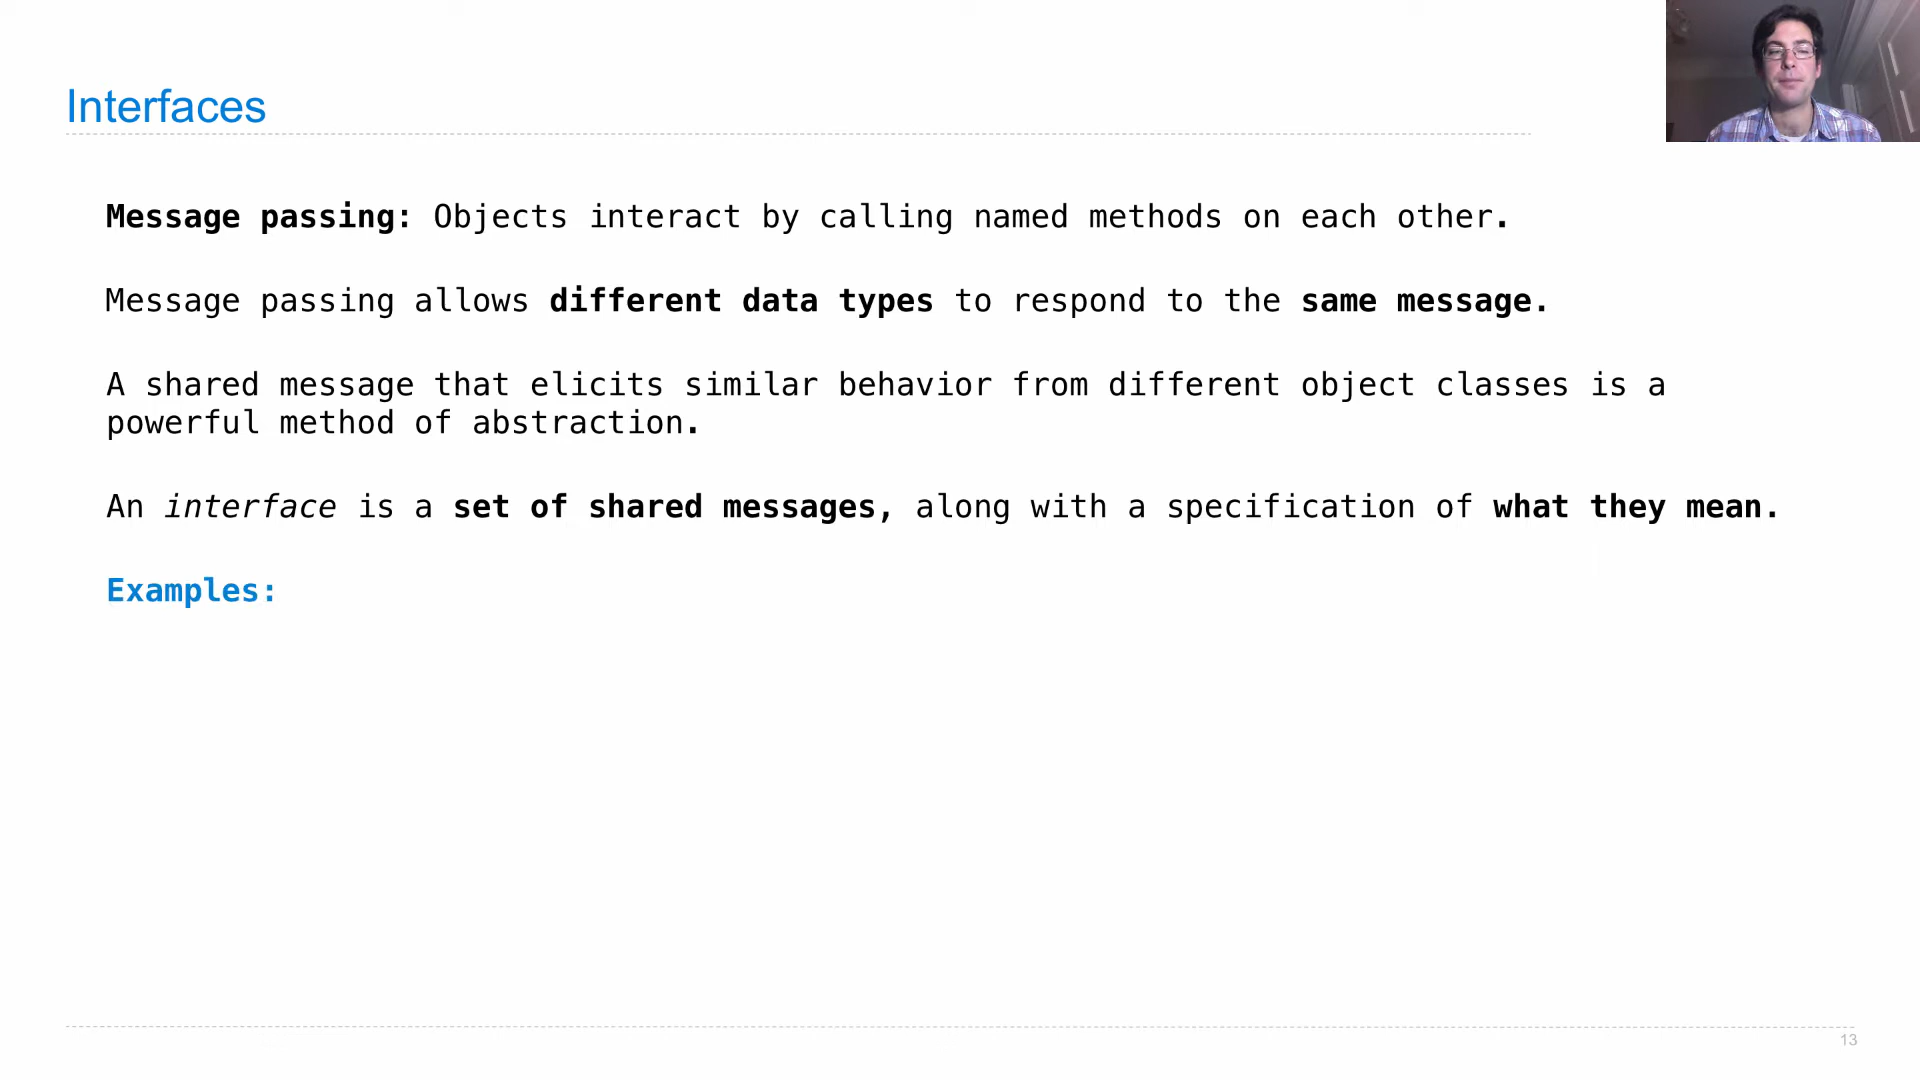 Interfaces
Message passing: Objects interact by calling named methods on each other.
Message passing allows different data types to respond to the same message.
A shared message that elicits similar behavior from different object classes is a
powerful method of abstraction.
An interface is a set of shared messages, along with a specification of what they mean.
Examples:
13